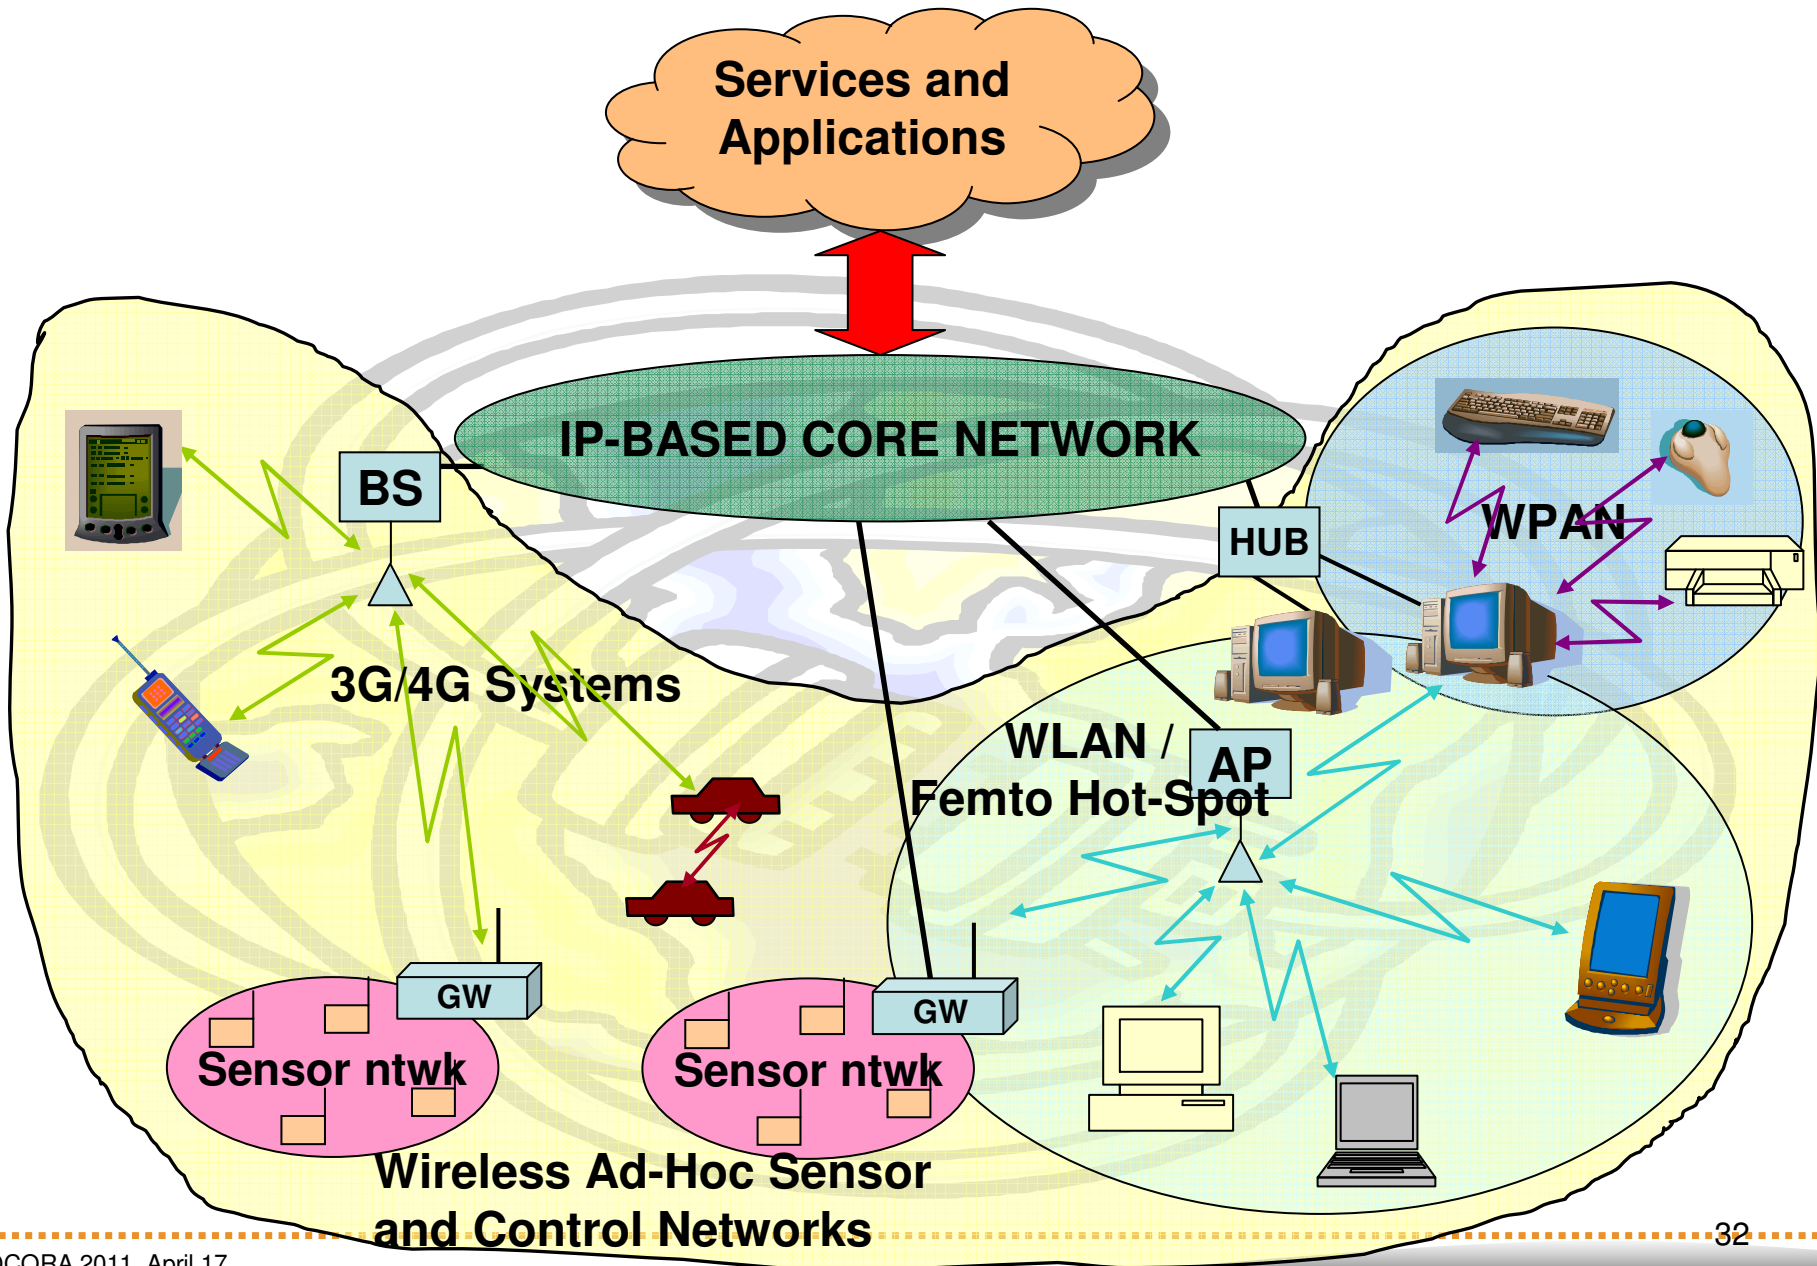 Services and
Applications
IP-BASED CORE NETWORK
BS
HUB
WPAN
3G/4G Systems
WLAN /
AP
Femto Hot-Spot
GW
GW
Sensor ntwk
Sensor ntwk
Wireless Ad-Hoc Sensor
and Control Networks
32
2011, April 17